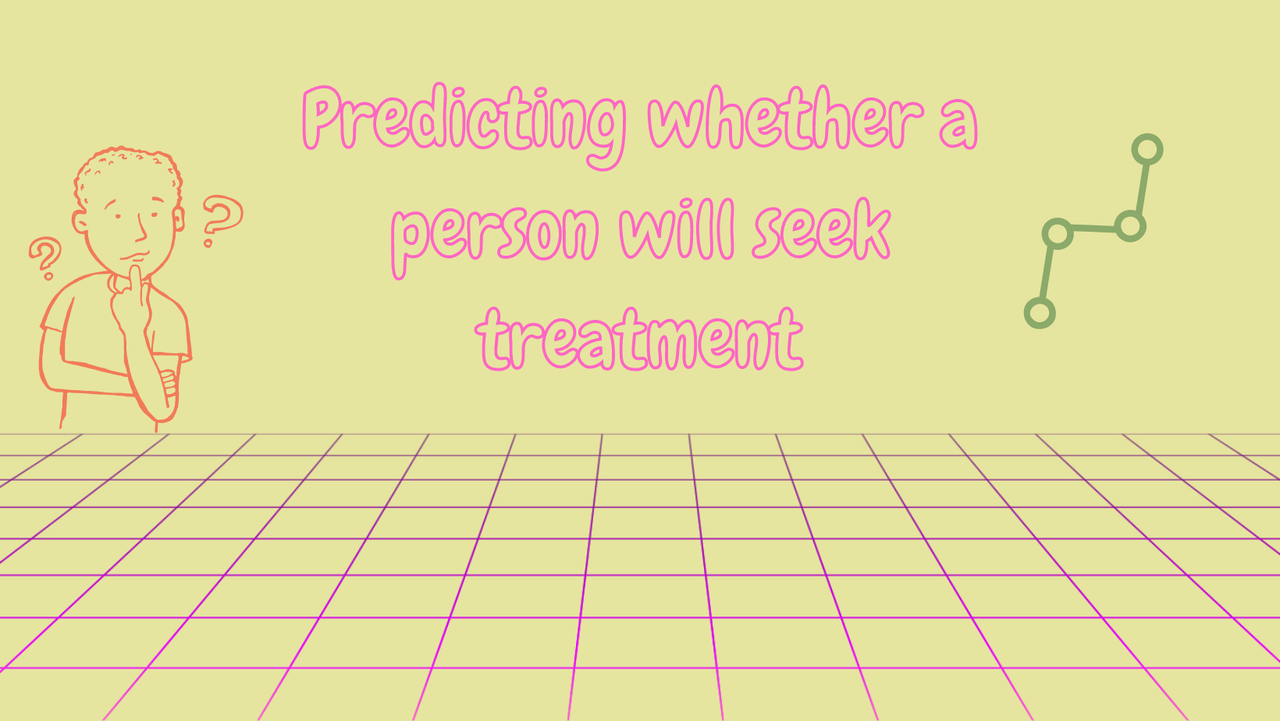 Predicting whether a
person will seek
treatment
? ?